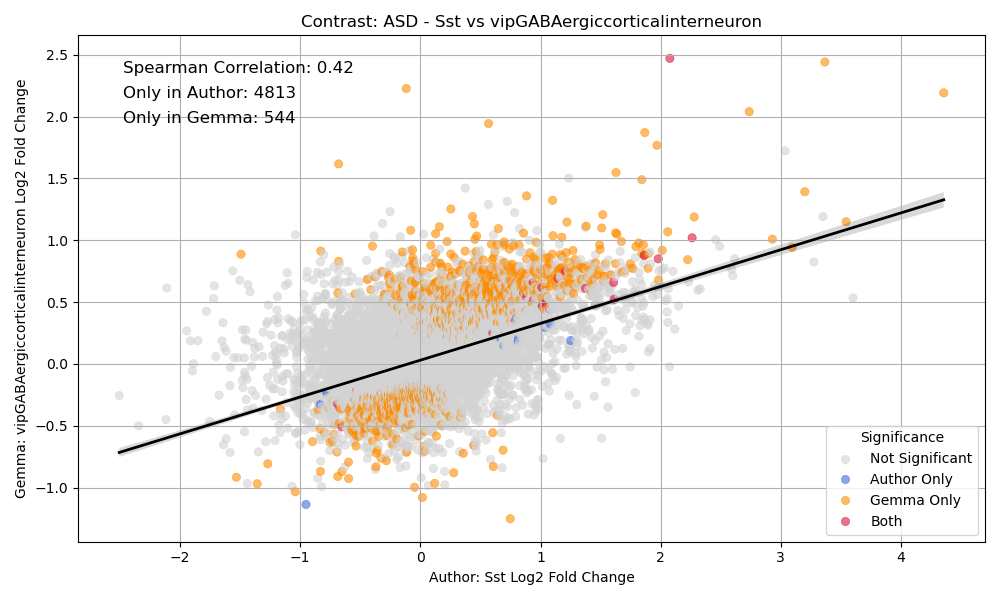 Contrast: ASD - Sst vs vipGABAergiccorticalinterneuron
Spearman Correlation: 0.42
Only in Author: 4813
Only in Gemma: 544
Gemma: vipGABAergiccorticalinterneuron Log2 Fold Change
2.5
2.0
1.5
1.0
0.5
0.0
−0.5
−1.0
Significance
Not Significant
Author Only
Gemma Only
Both
−2
−1
0
1
2
3
4
Author: Sst Log2 Fold Change